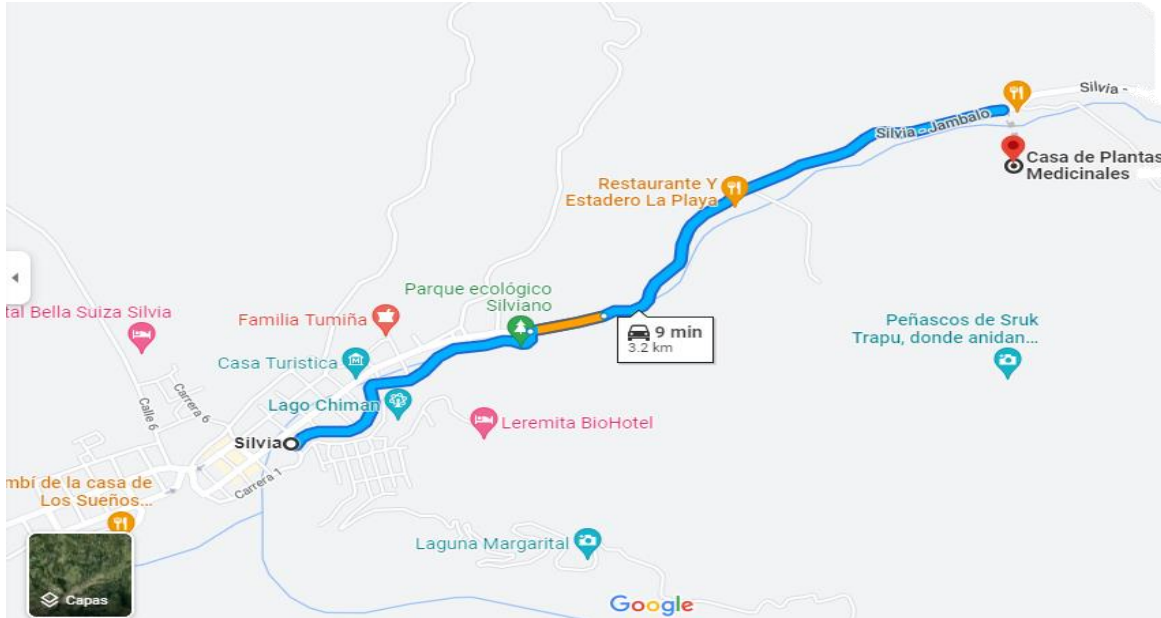 Silvia -
Silvia - Jambalo
Casa de Plantas
Medicinales
Restaurante Y
Estadero La Playa
Parque ecológico
Silviano
tal Bella Suiza Silvia
Familia Tumiña
9 min
3.2 km
Peñascos de Sruk
Trapu, donde anidan...
Casa Turistica
Carrera 6
Calle 6
Lago Chiman
Leremita BioHotel
Silvia
Carrera 1
mbí de la casa de
Los Sueños...
Laguna Margarital
Capas
Google